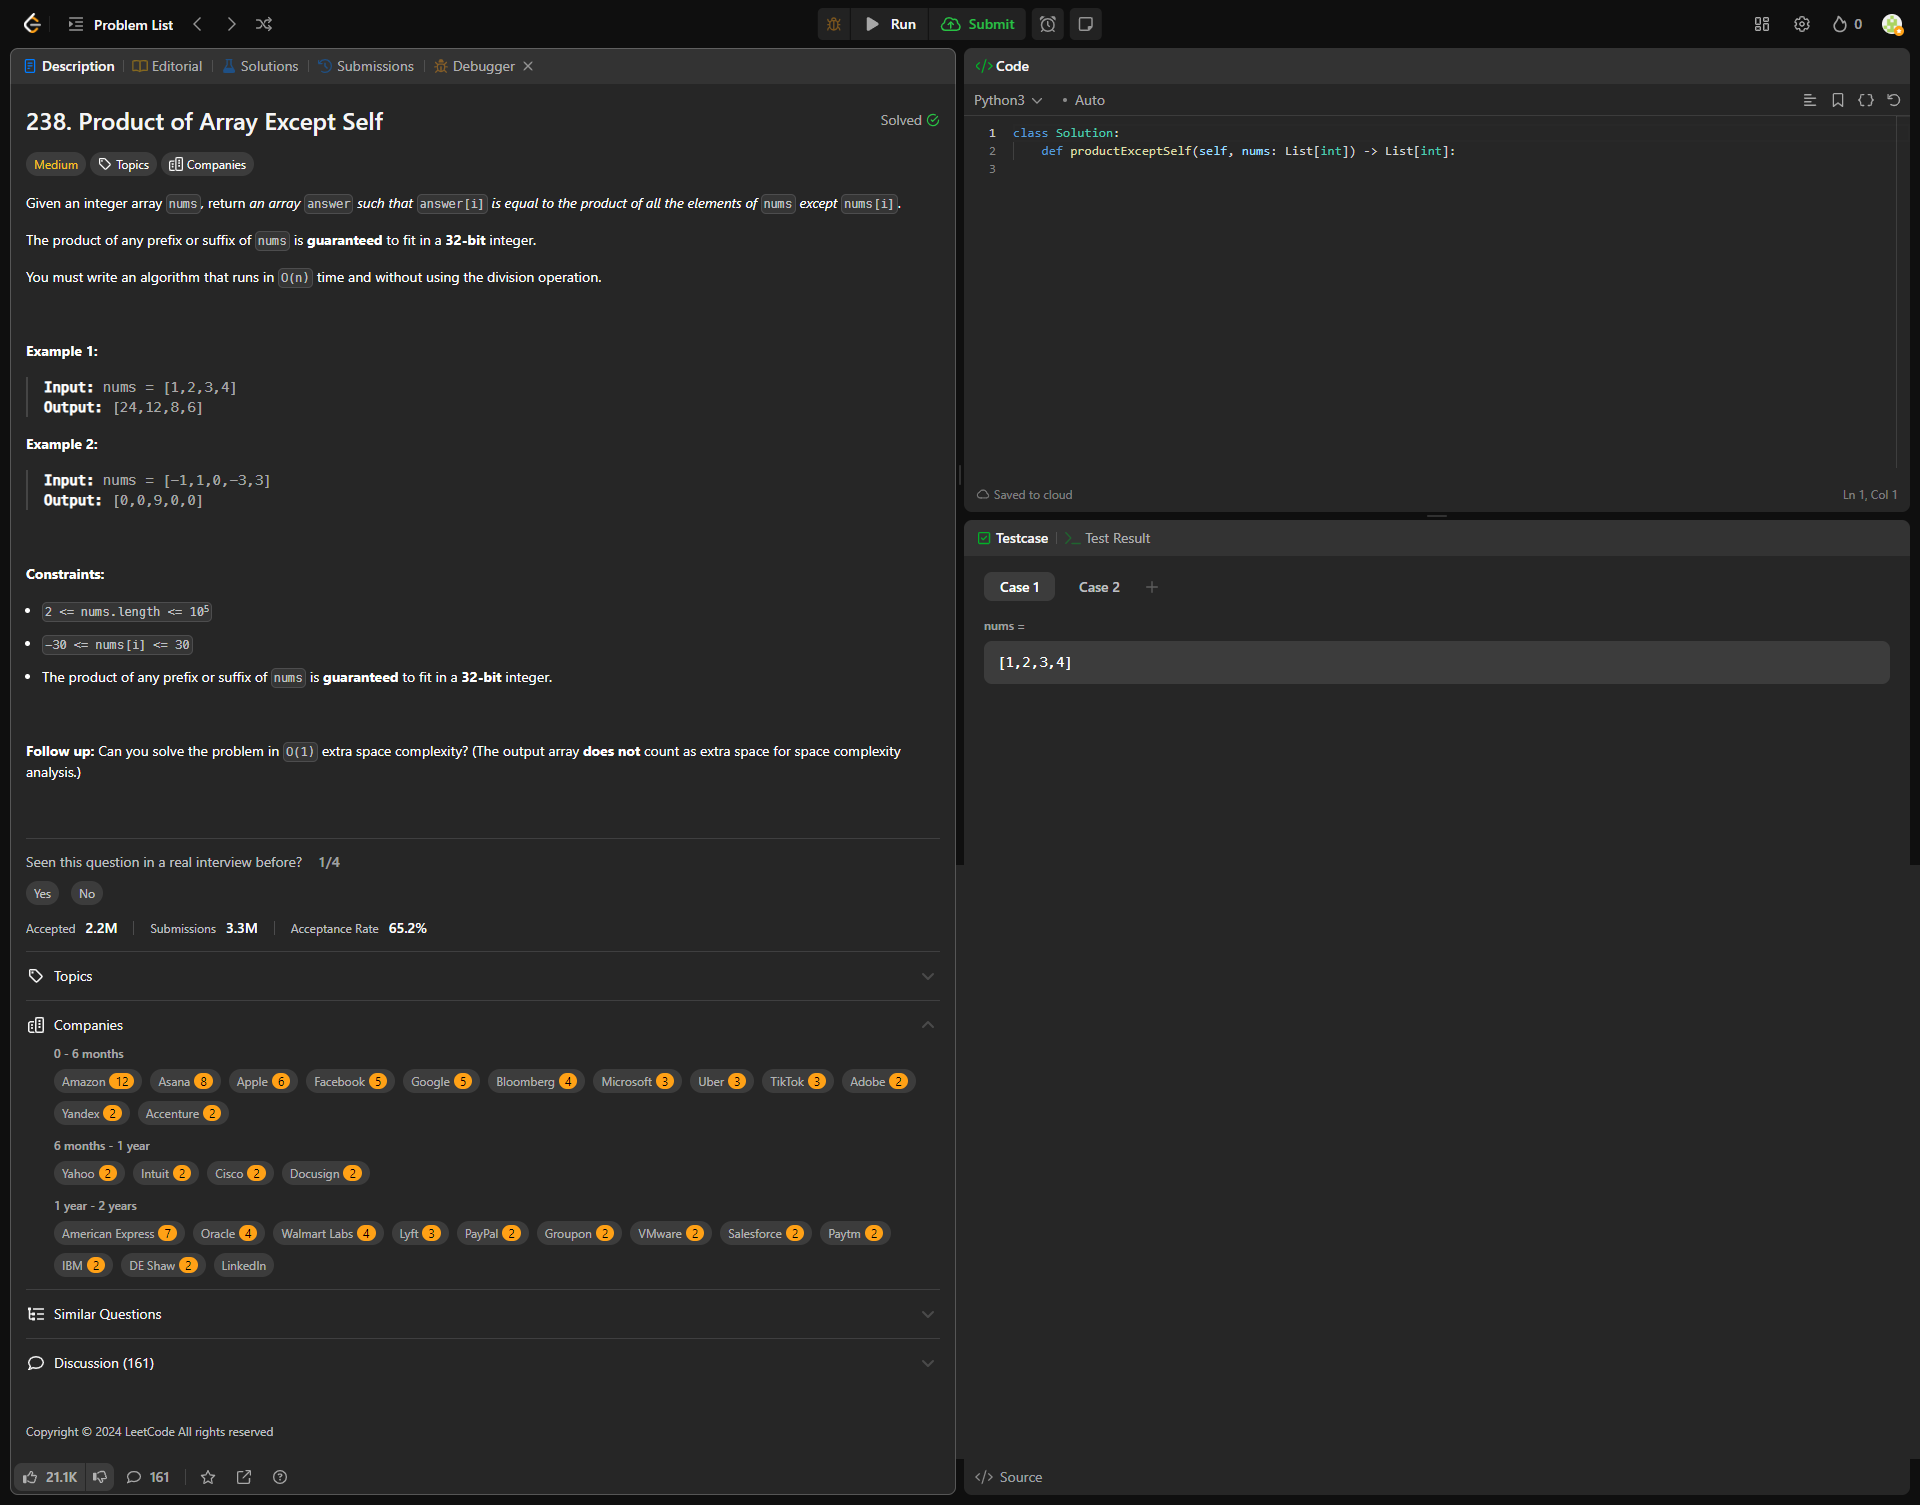 Problem List
Run
Submit
0
Description
Editorial
Solutions
Submissions
Debugger
238. Product of Array Except Self
Solved
Medium
Topics
Companies
Given an integer array nums, return an array answer such that answer[i] is equal to the product of all the elements of nums except nums[i].
The product of any prefix or suffix of nums is guaranteed to fit in a 32-bit integer.
You must write an algorithm that runs in O(n) time and without using the division operation.
Example 1:
Input: nums = [1,2,3,4]
Output: [24,12,8,6]
Example 2:
Input: nums = [-1,1,0,-3,3]
Output: [0,0,9,0,0]
Constraints:
• 2 <= nums.length <= 10⁵
• -30 <= nums[i] <= 30
• The product of any prefix or suffix of nums is guaranteed to fit in a 32-bit integer.
Follow up: Can you solve the problem in O(1) extra space complexity? (The output array does not count as extra space for space complexity
analysis.)
Seen this question in a real interview before? 1/4
Yes No
Accepted 2.2M Submissions 3.3M Acceptance Rate 65.2%
Topics
Companies
0 - 6 months
Amazon 12 Asana 8 Apple 6 Facebook 5 Google 5 Bloomberg 4 Microsoft 3 Uber 3 TikTok 3 Adobe 2
Yandex 2 Accenture 2
6 months - 1 year
Yahoo 2 Intuit 2 Cisco 2 Docusign 2
1 year - 2 years
American Express 7 Oracle 4 Walmart Labs 4 Lyft 3 PayPal 2 Groupon 2 VMware 2 Salesforce 2 Paytm 2
IBM 2 DE Shaw 2 LinkedIn
Similar Questions
Discussion (161)
Copyright © 2024 LeetCode All rights reserved
21.1K 161
Code
Python3 • Auto
1 class Solution:
2 def productExceptSelf(self, nums: List[int]) -> List[int]:
3
Saved to cloud Ln 1, Col 1
Testcase Test Result
Case 1 Case 2 +
nums =
[1,2,3,4]
Source